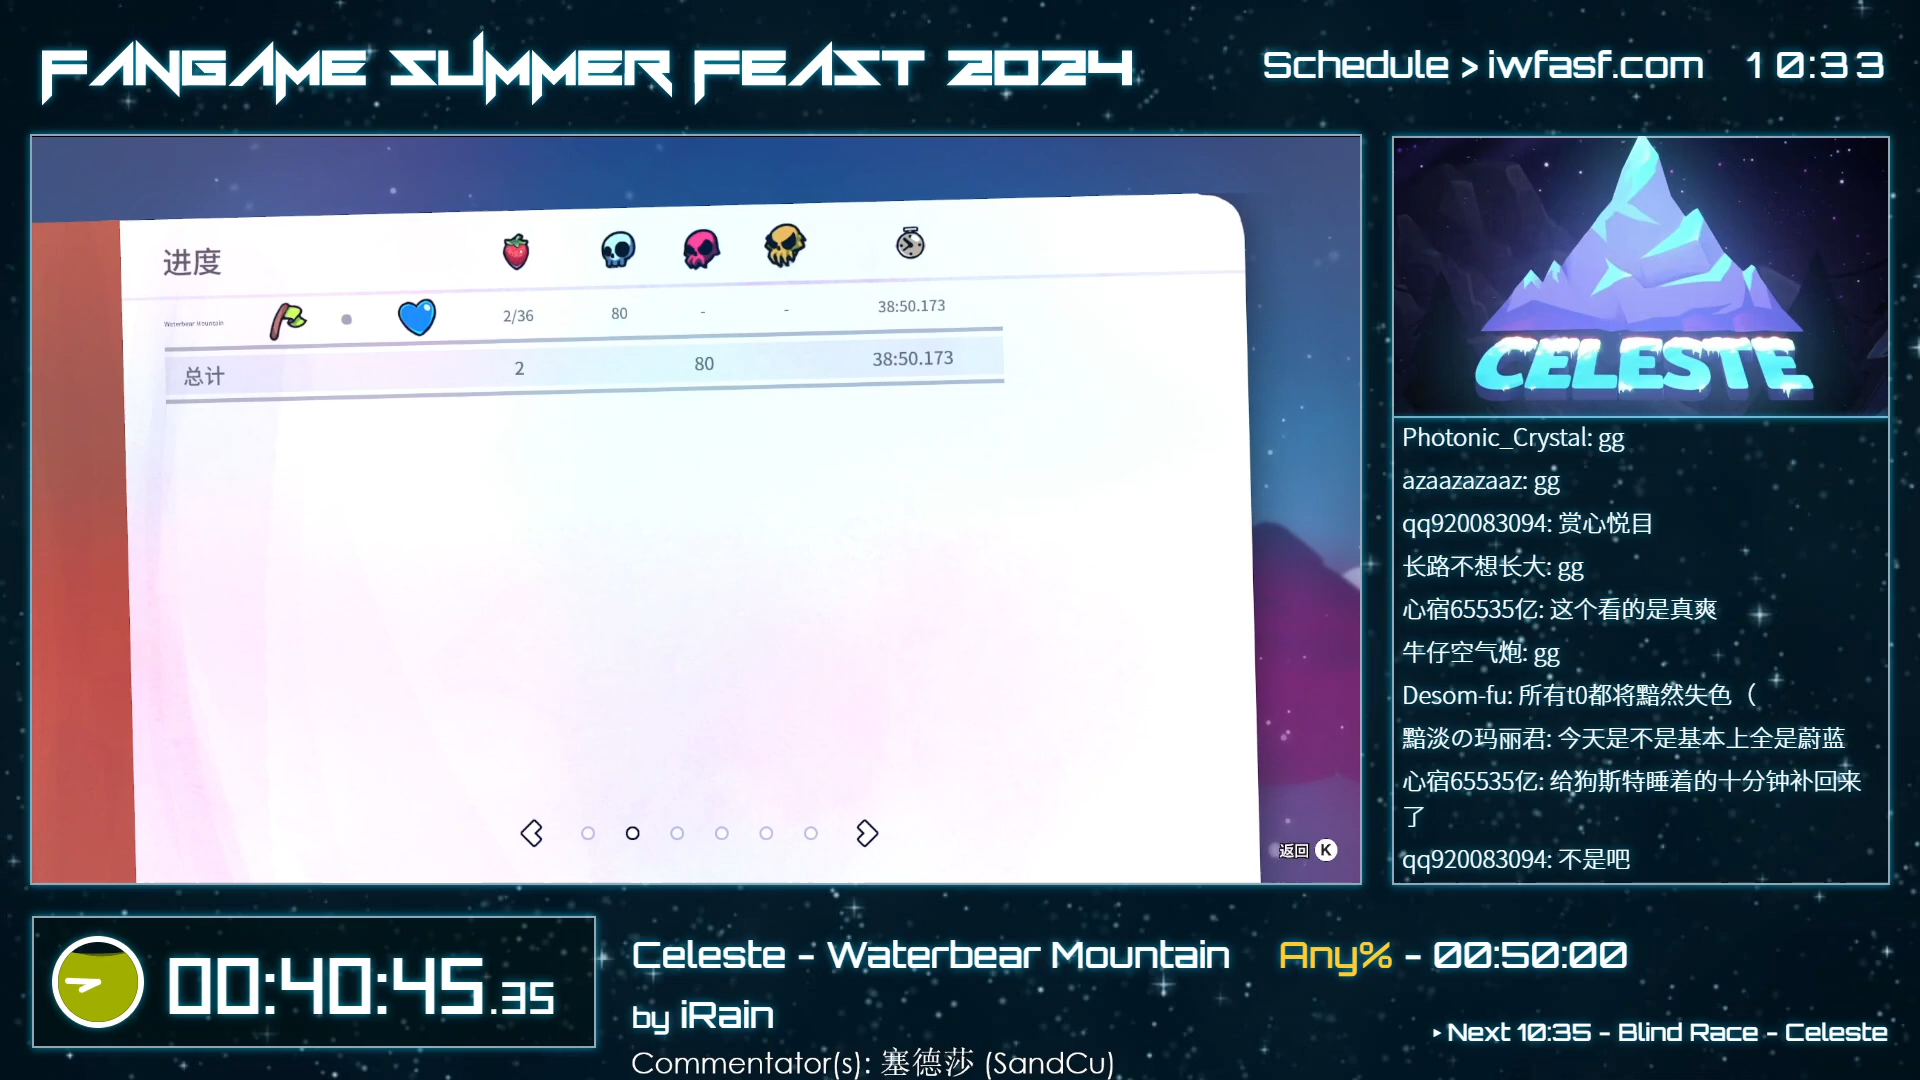 FANGAME SUMMER FEAST 2024
Schedule > iwfasf.com 10:33
进度
Waterbear Mountain 2/36 80 - - 38:50.173
总计 2 80 38:50.173
返回 K
CELESTE
Photonic_Crystal: gg
azaazazaaz: gg
qq920083094: 赏心悦目
长路不想长大: gg
心宿65535亿: 这个看的是真爽
牛仔空气炮: gg
Desom-fu: 所有t0都将黯然失色（
黯淡の玛丽君: 今天是不是基本上全是蔚蓝
心宿65535亿: 给狗斯特睡着的十分钟补回来
了
qq920083094: 不是吧
00:40:45.35
Celeste - Waterbear Mountain Any% - 00:50:00
by iRain
Commentator(s): 塞德莎 (SandCu)
Next 10:35 - Blind Race - Celeste